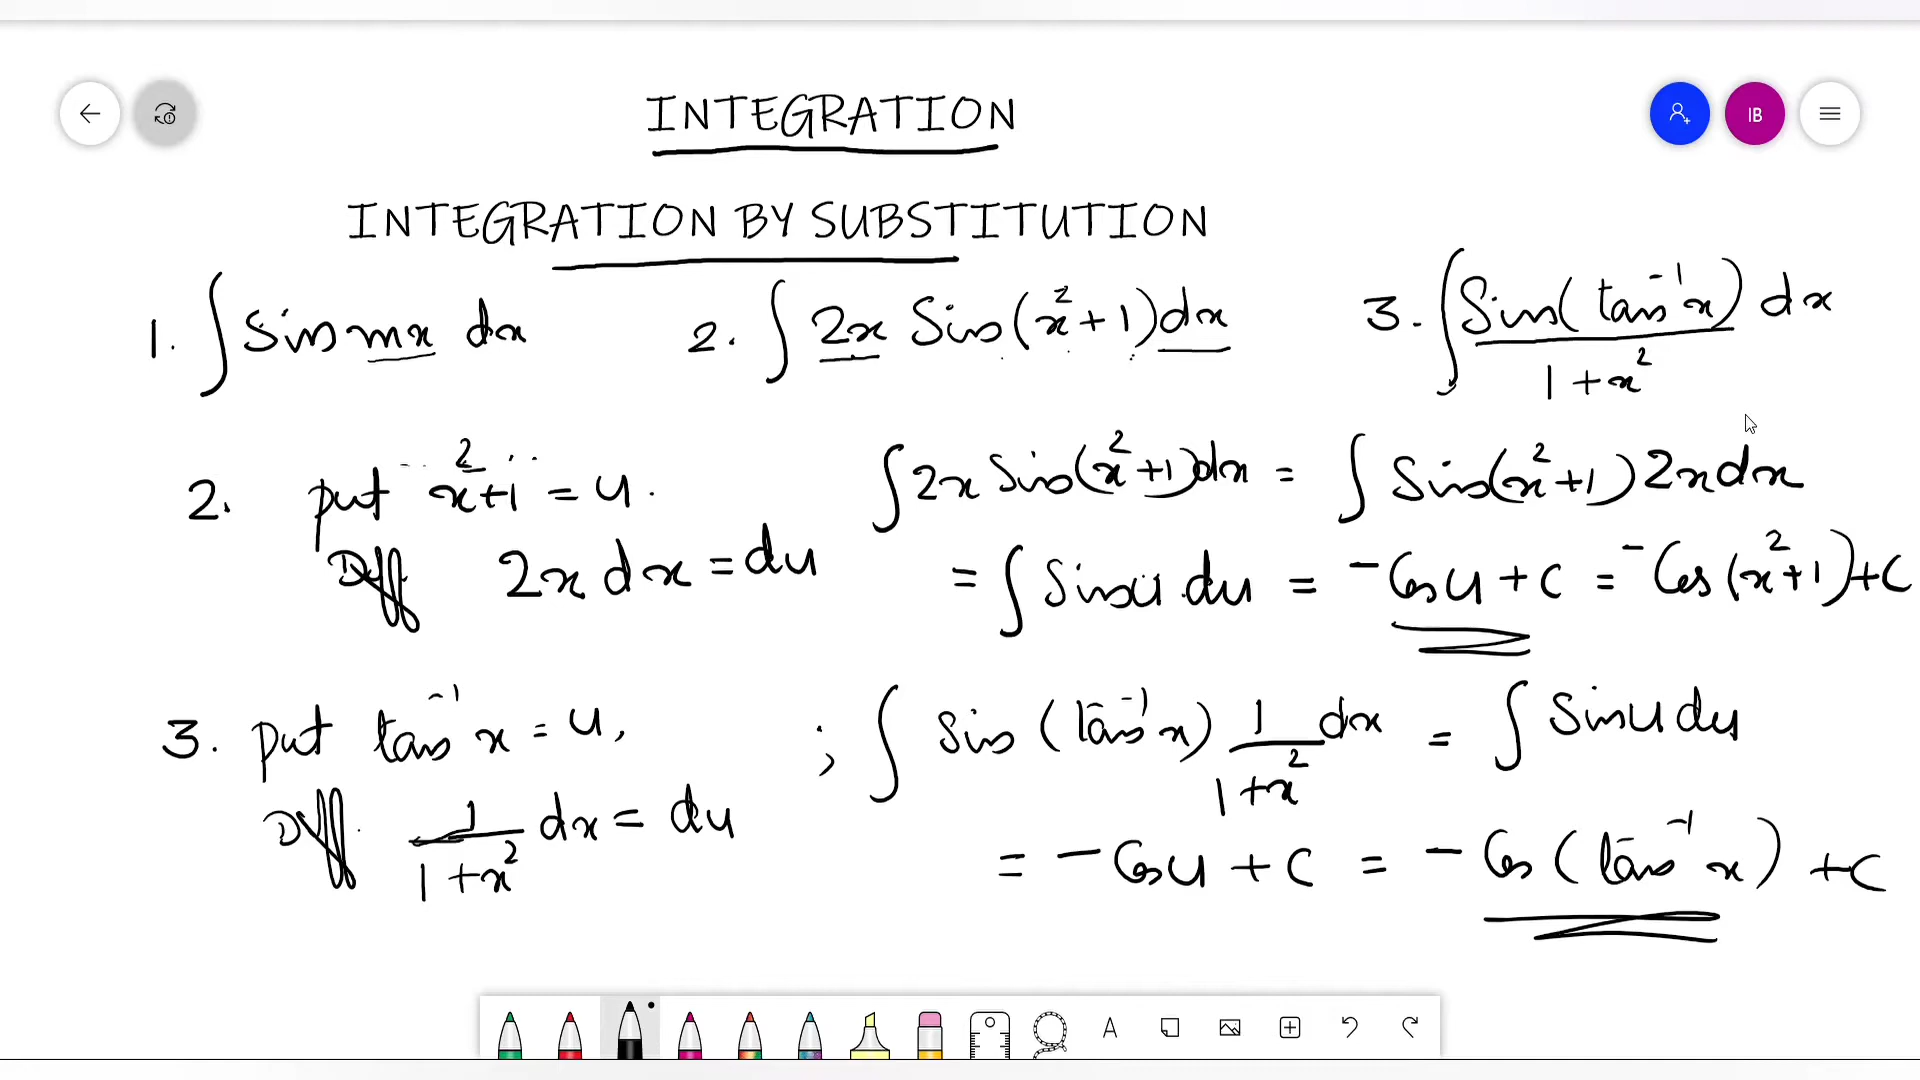 INTEGRATION
IB
INTEGRATION BY SUBSTITUTION
1. ∫ Sin mx dx
2. ∫ 2x Sin(x²+1)dx
3. ∫ Sin(tan⁻¹x)/(1+x²) dx
2. put x²+1 = u.
Diff 2x dx = du
∫ 2x Sin(x²+1)dx = ∫ Sin(x²+1) 2x dx
= ∫ Sin u du = -Cos u + C = -Cos(x²+1)+C
3. put tan⁻¹x = u,
Diff. 1/(1+x²) dx = du
; ∫ Sin(tan⁻¹x) 1/(1+x²) dx = ∫ Sin u du
= -Cos u + C = -Cos(tan⁻¹x) + C
A